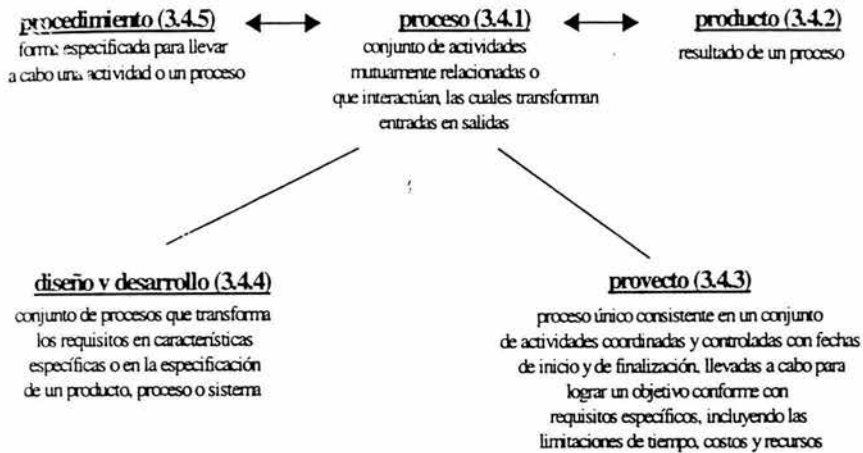 procedimiento (3.4.5)
forma especificada para llevar
a cabo una actividad o un proceso
proceso (3.4.1)
conjunto de actividades
mutuamente relacionadas o
que interactúan, las cuales transforman
entradas en salidas
producto (3.4.2)
resultado de un proceso
diseño y desarrollo (3.4.4)
conjunto de procesos que transforma
los requisitos en características
específicas o en la especificación
de un producto, proceso o sistema
proyecto (3.4.3)
proceso único consistente en un conjunto
de actividades coordinadas y controladas con fechas
de inicio y de finalización, llevadas a cabo para
lograr un objetivo conforme con
requisitos específicos, incluyendo las
limitaciones de tiempo, costos y recursos